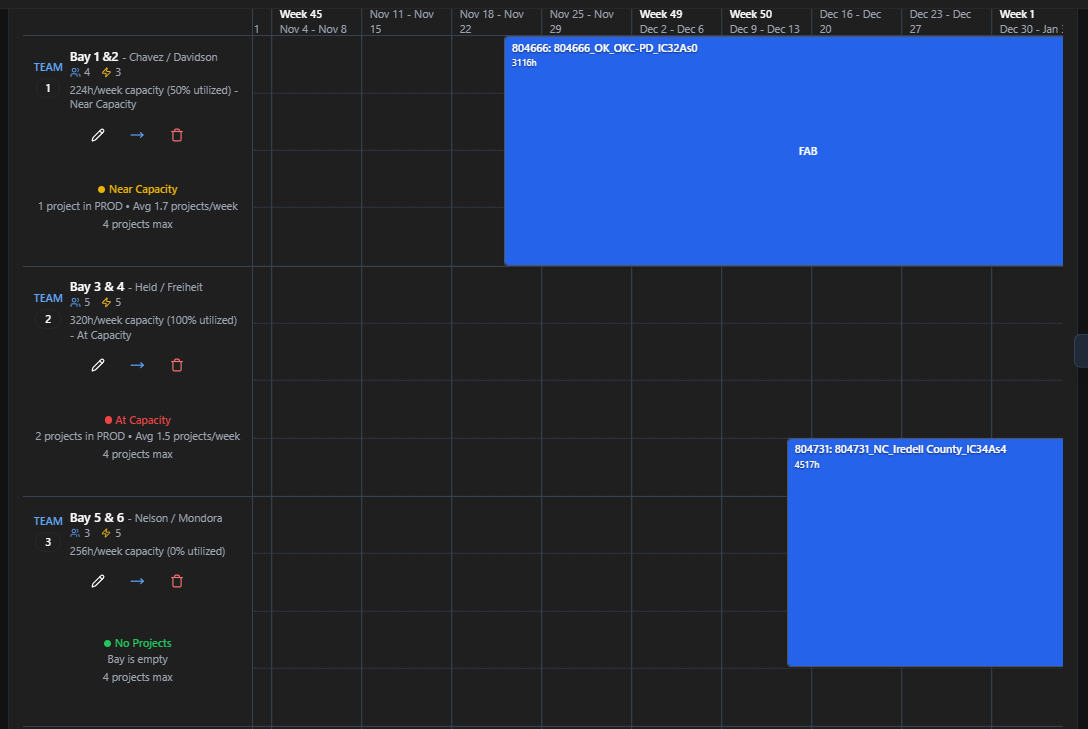 1
Week 45
Nov 4 - Nov 8
Nov 11 - Nov
15
Nov 18 - Nov
22
Nov 25 - Nov
29
Week 49
Dec 2 - Dec 6
Week 50
Dec 9 - Dec 13
Dec 16 - Dec
20
Dec 23 - Dec
27
Week 1
Dec 30 - Jan
TEAM
1
Bay 1 &2 - Chavez / Davidson
4 3
224h/week capacity (50% utilized) -
Near Capacity
Near Capacity
1 project in PROD • Avg 1.7 projects/week
4 projects max
804666: 804666_OK_OKC-PD_IC32As0
3116h
FAB
TEAM
2
Bay 3 & 4 - Held / Freiheit
5 5
320h/week capacity (100% utilized)
- At Capacity
At Capacity
2 projects in PROD • Avg 1.5 projects/week
4 projects max
804731: 804731_NC_Iredell County_IC34As4
4517h
TEAM
3
Bay 5 & 6 - Nelson / Mondora
3 5
256h/week capacity (0% utilized)
No Projects
Bay is empty
4 projects max